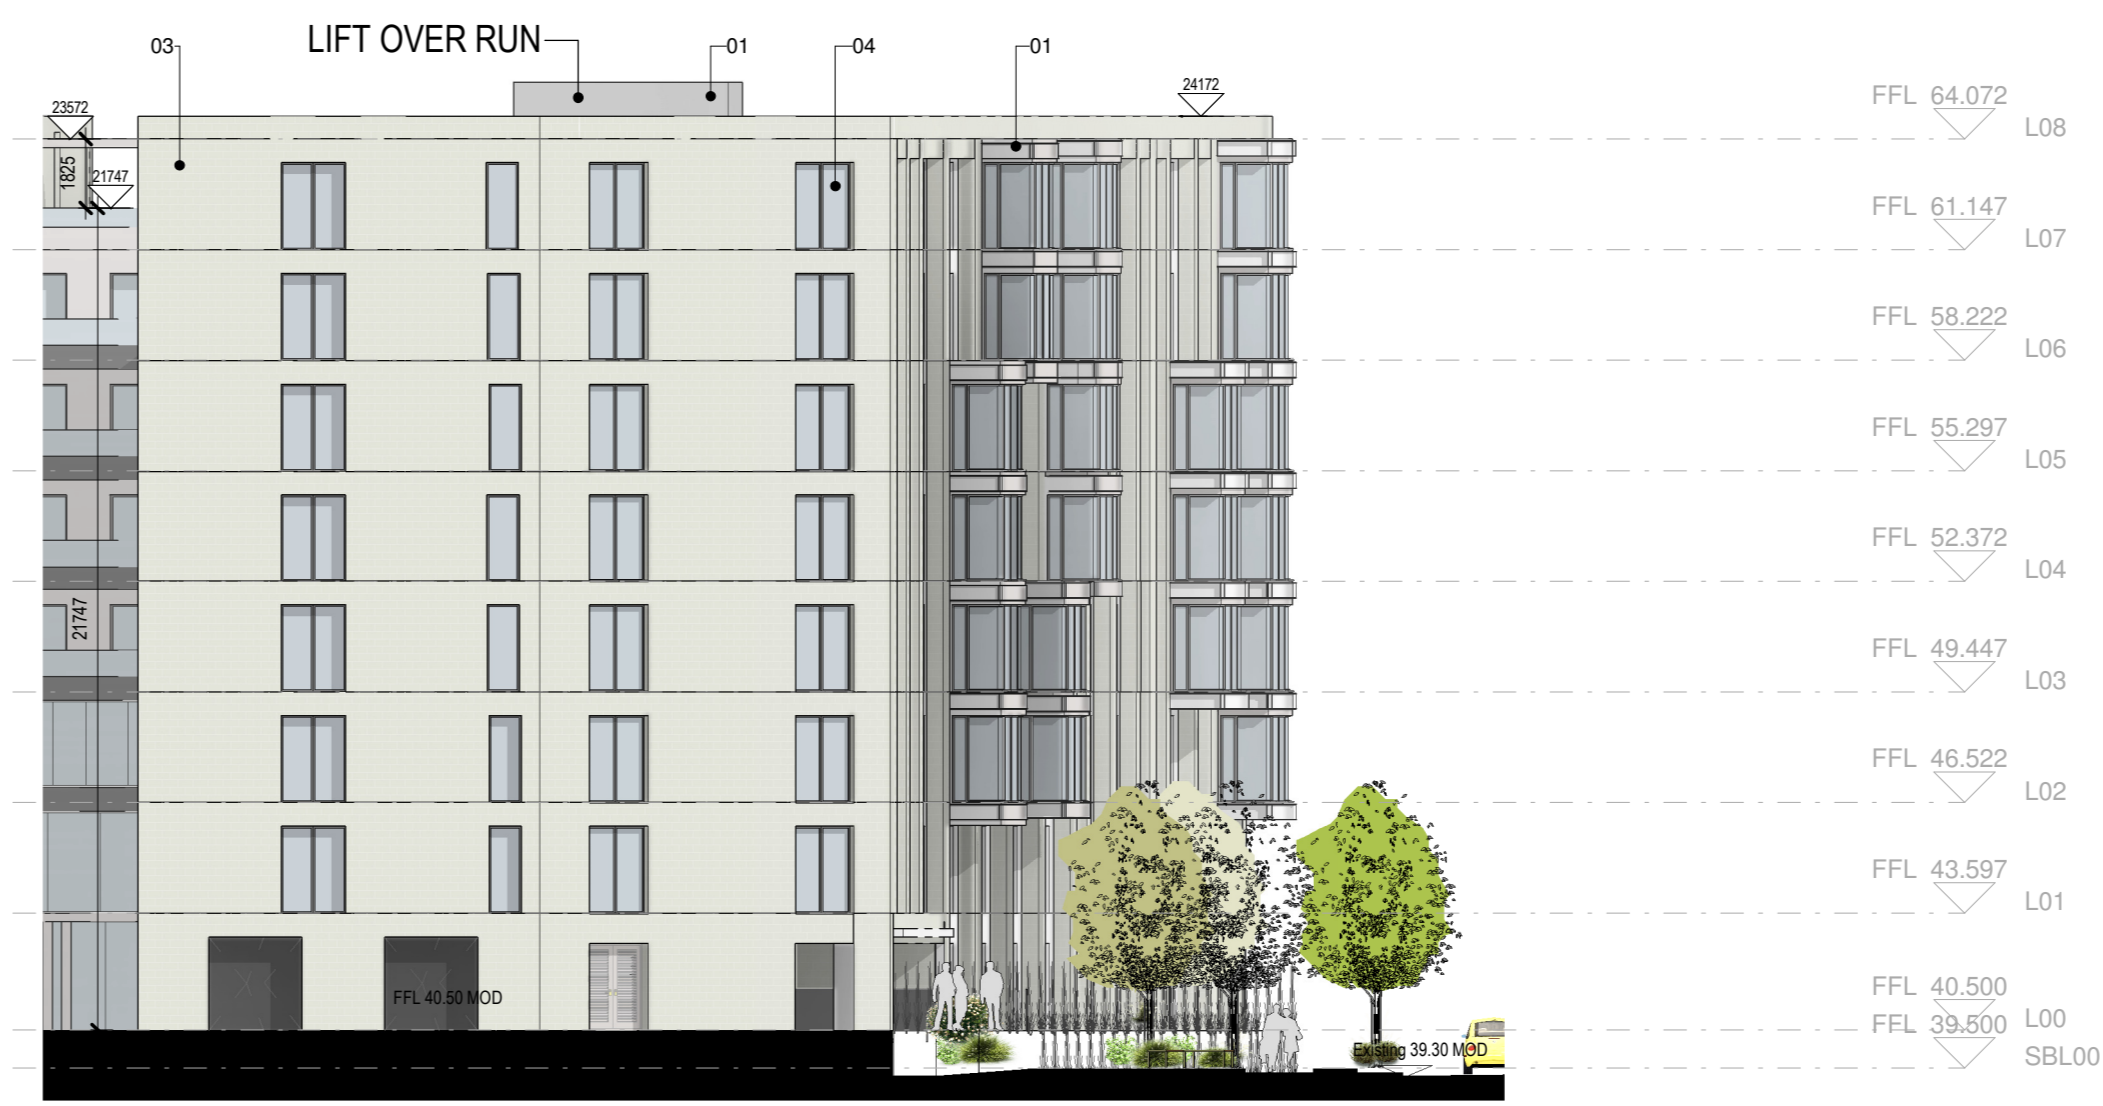 03
LIFT OVER RUN
01
04
01
23572
24172
1825
21747
21747
FFL 40.50 MOD
Existing 39.30 MOD
FFL 64.072
L08
FFL 61.147
L07
FFL 58.222
L06
FFL 55.297
L05
FFL 52.372
L04
FFL 49.447
L03
FFL 46.522
L02
FFL 43.597
L01
FFL 40.500
L00
FFL 39.500
SBL00